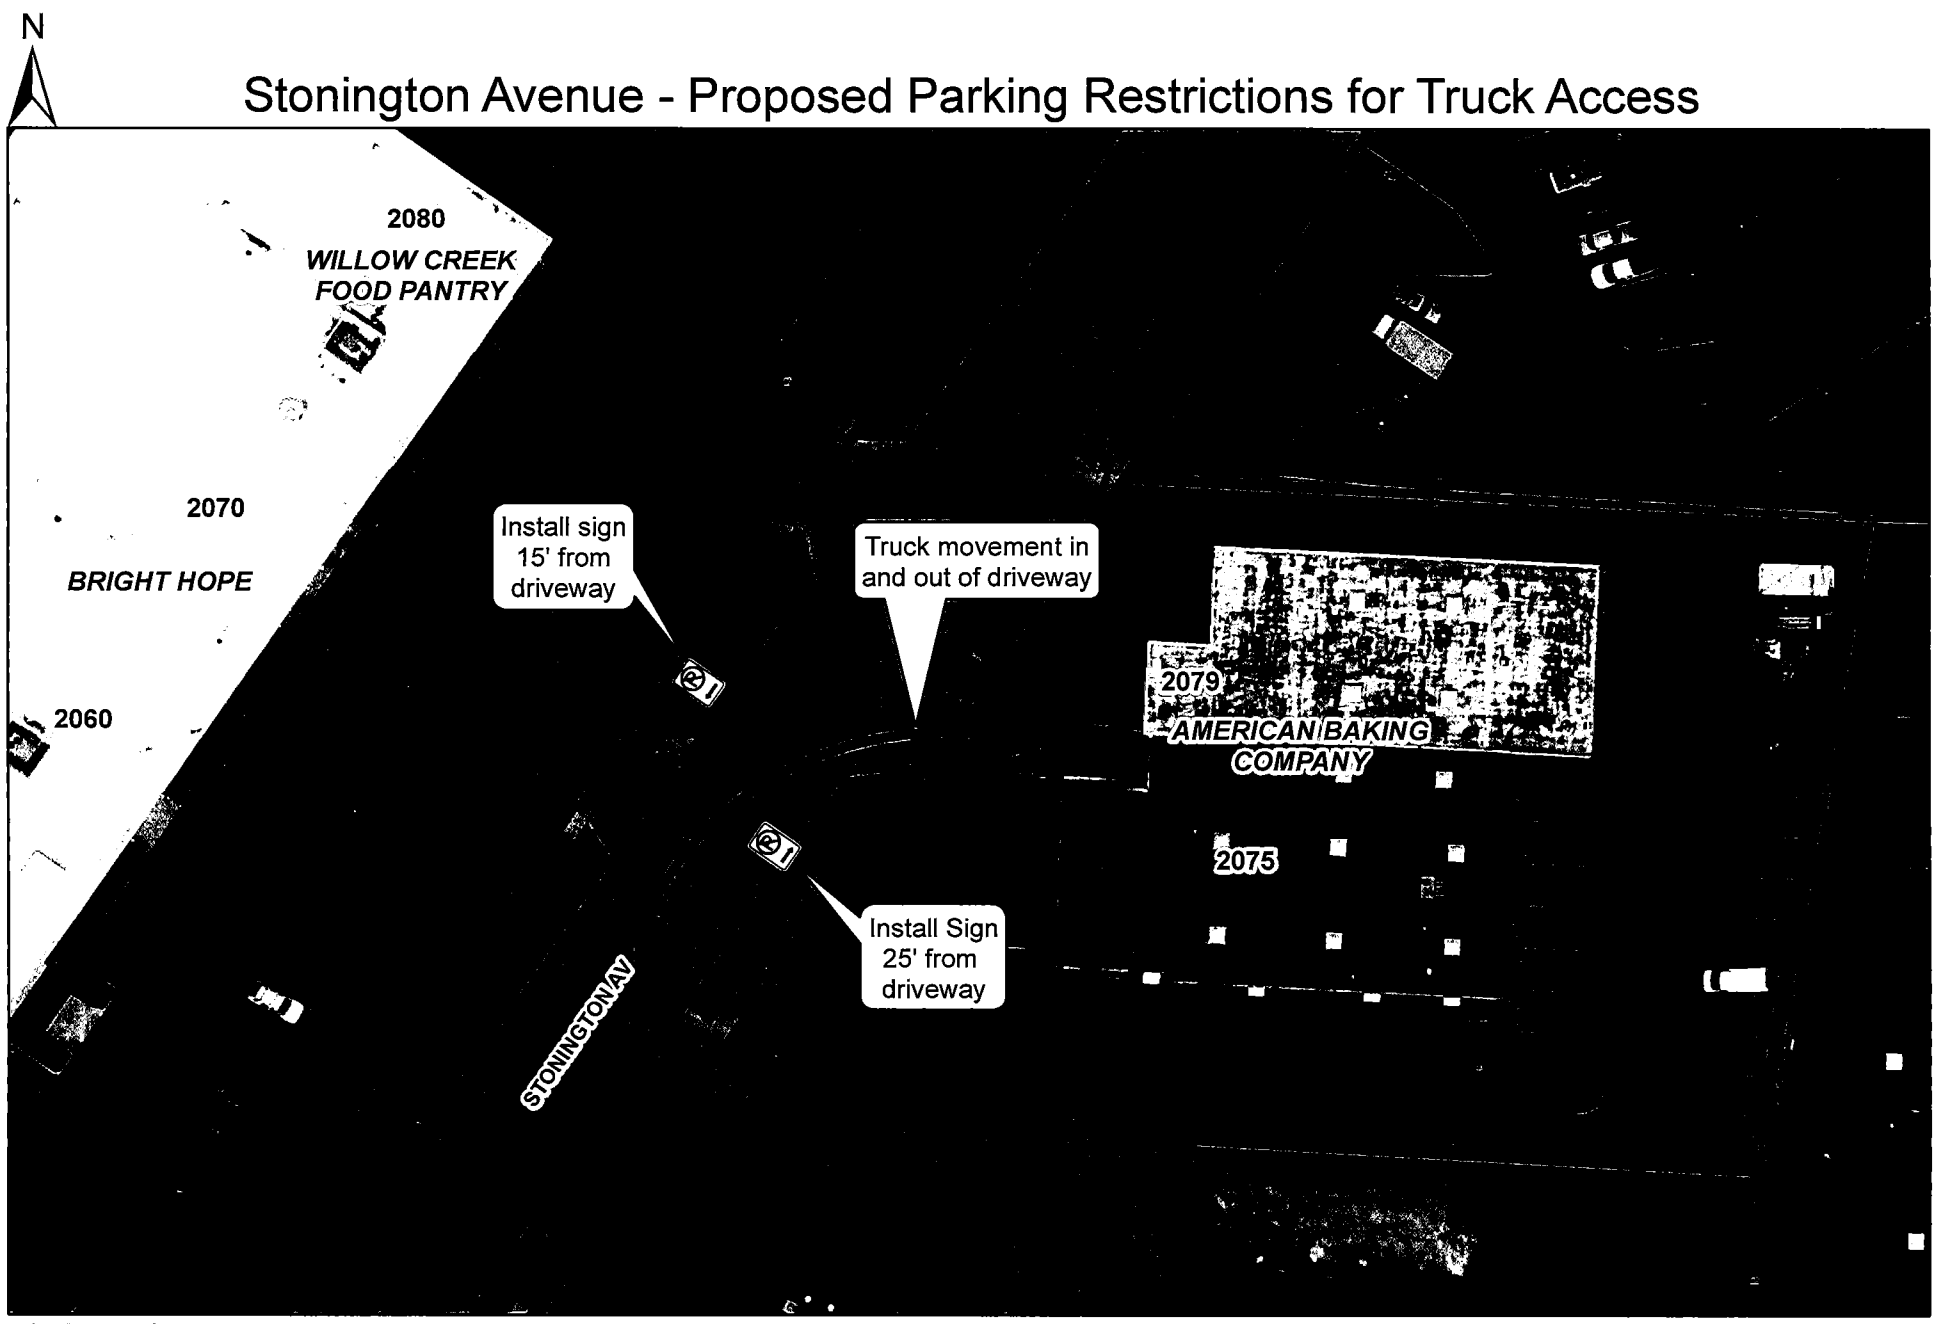 N
Stonington Avenue - Proposed Parking Restrictions for Truck Access
2080
WILLOW CREEK
FOOD PANTRY
2070
BRIGHT HOPE
2060
Install sign
15' from
driveway
Truck movement in
and out of driveway
2079
AMERICAN BAKING
COMPANY
2075
Install Sign
25' from
driveway
STONINGTON AV